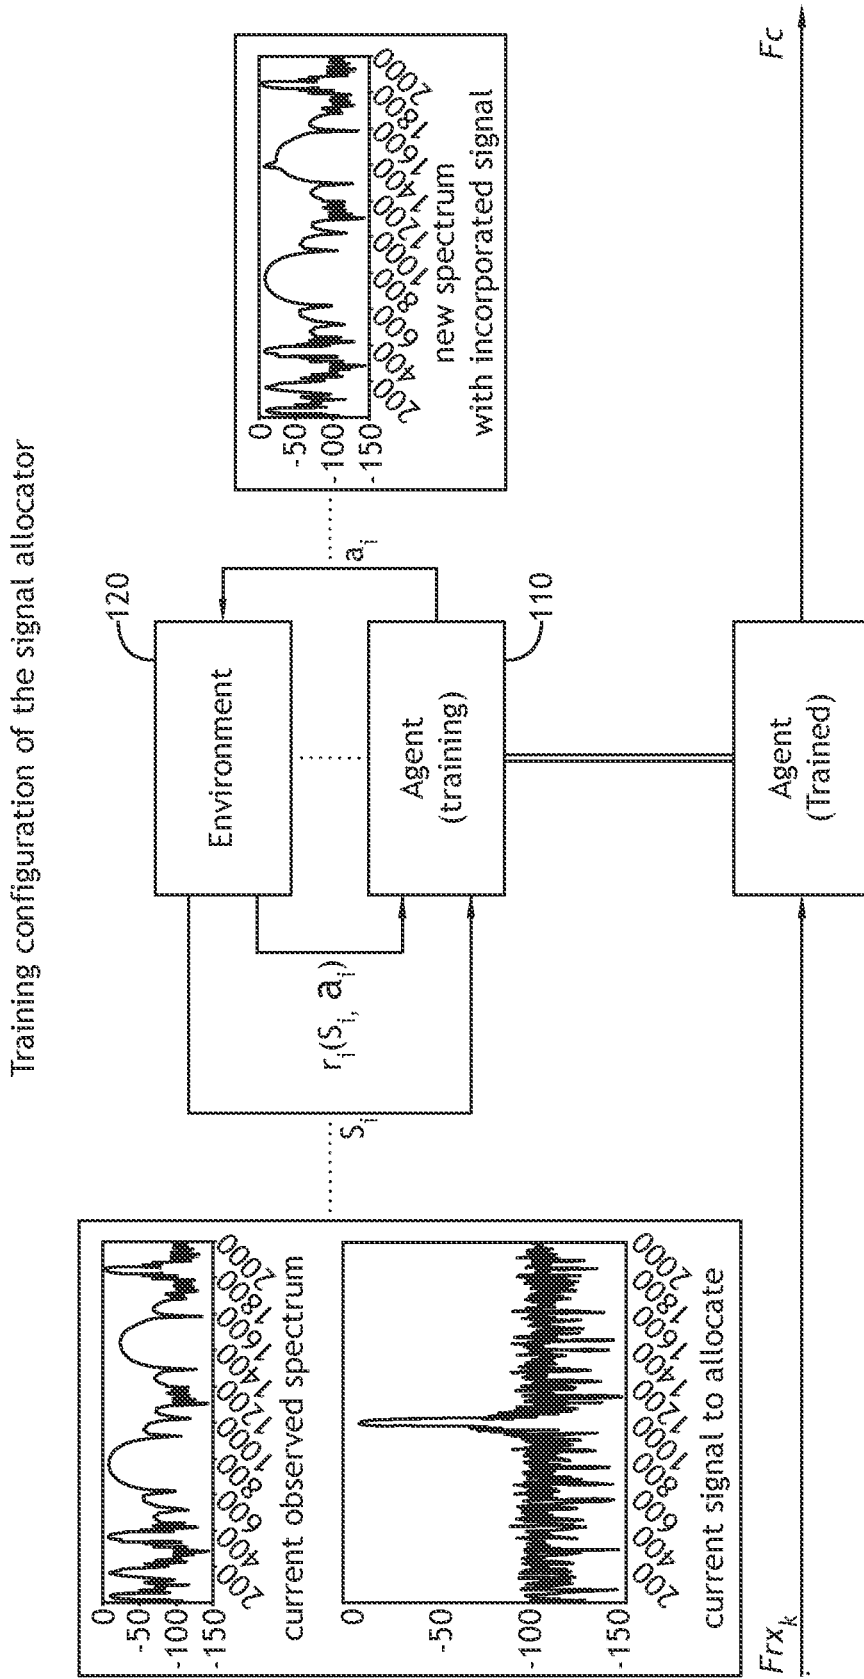 Training configuration of the signal allocator
0
-50
-100
-150
200
400
600
800
1000
1200
1400
1600
1800
2000
current observed spectrum
0
-50
-100
-150
200
400
600
800
1000
1200
1400
1600
1800
2000
current signal to allocate
S_i
r_i(S_i, a_i)
Environment
120
Agent
(training)
110
a_i
0
-50
-100
-150
200
400
600
800
1000
1200
1400
1600
1800
2000
new spectrum
with incorporated signal
Frx_k
Agent
(Trained)
Fc